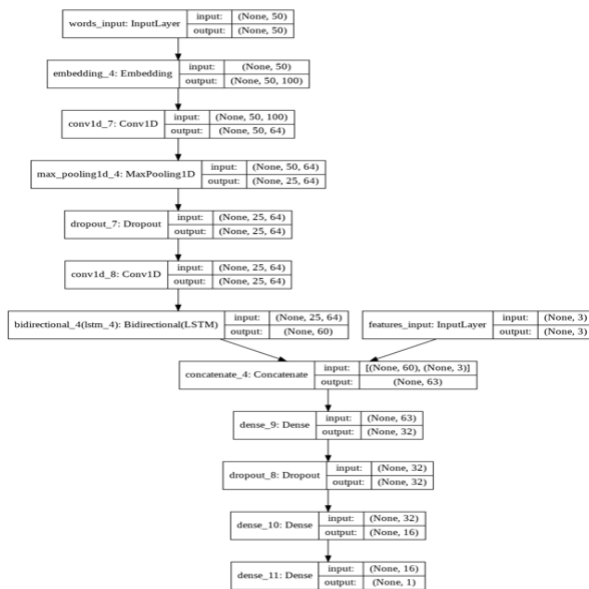 words_input: InputLayer input: (None, 50)
output: (None, 50)
embedding_4: Embedding input: (None, 50)
output: (None, 50, 100)
conv1d_7: Conv1D input: (None, 50, 100)
output: (None, 50, 64)
max_pooling1d_4: MaxPooling1D input: (None, 50, 64)
output: (None, 25, 64)
dropout_7: Dropout input: (None, 25, 64)
output: (None, 25, 64)
conv1d_8: Conv1D input: (None, 25, 64)
output: (None, 25, 64)
bidirectional_4(lstm_4): Bidirectional(LSTM) input: (None, 25, 64)
output: (None, 60)
features_input: InputLayer input: (None, 3)
output: (None, 3)
concatenate_4: Concatenate input: [(None, 60), (None, 3)]
output: (None, 63)
dense_9: Dense input: (None, 63)
output: (None, 32)
dropout_8: Dropout input: (None, 32)
output: (None, 32)
dense_10: Dense input: (None, 32)
output: (None, 16)
dense_11: Dense input: (None, 16)
output: (None, 1)